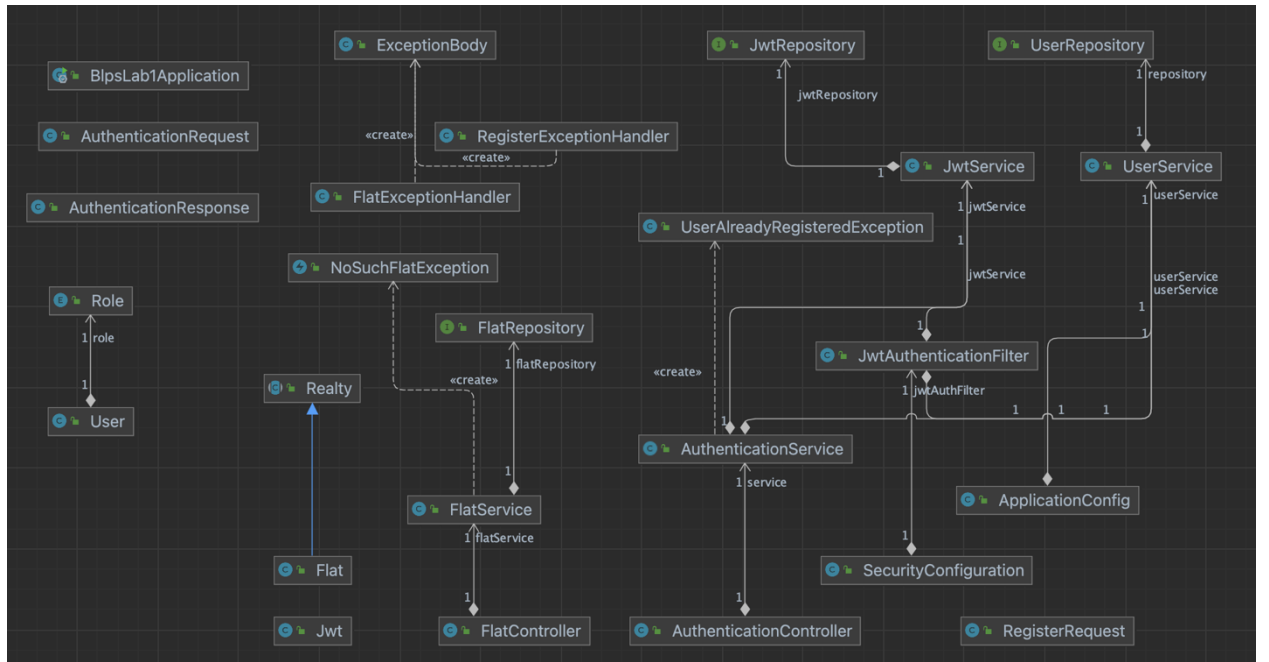 ExceptionBody
JwtRepository
UserRepository
BlpsLab1Application
1
1 repository
jwtRepository
AuthenticationRequest
«create»
RegisterExceptionHandler
1
«create»
JwtService
UserService
1
FlatExceptionHandler
1 userService
AuthenticationResponse
1 jwtService
UserAlreadyRegisteredException
1
NoSuchFlatException
jwtService
userService
userService
Role
1
FlatRepository
1
1
1 role
JwtAuthenticationFilter
1 flatRepository
«create»
«create»
1
Realty
1 jwtAuthFilter
1
1
1
User
1
AuthenticationService
1
1 service
ApplicationConfig
FlatService
1 flatService
1
Flat
SecurityConfiguration
1
1
Jwt
FlatController
AuthenticationController
RegisterRequest